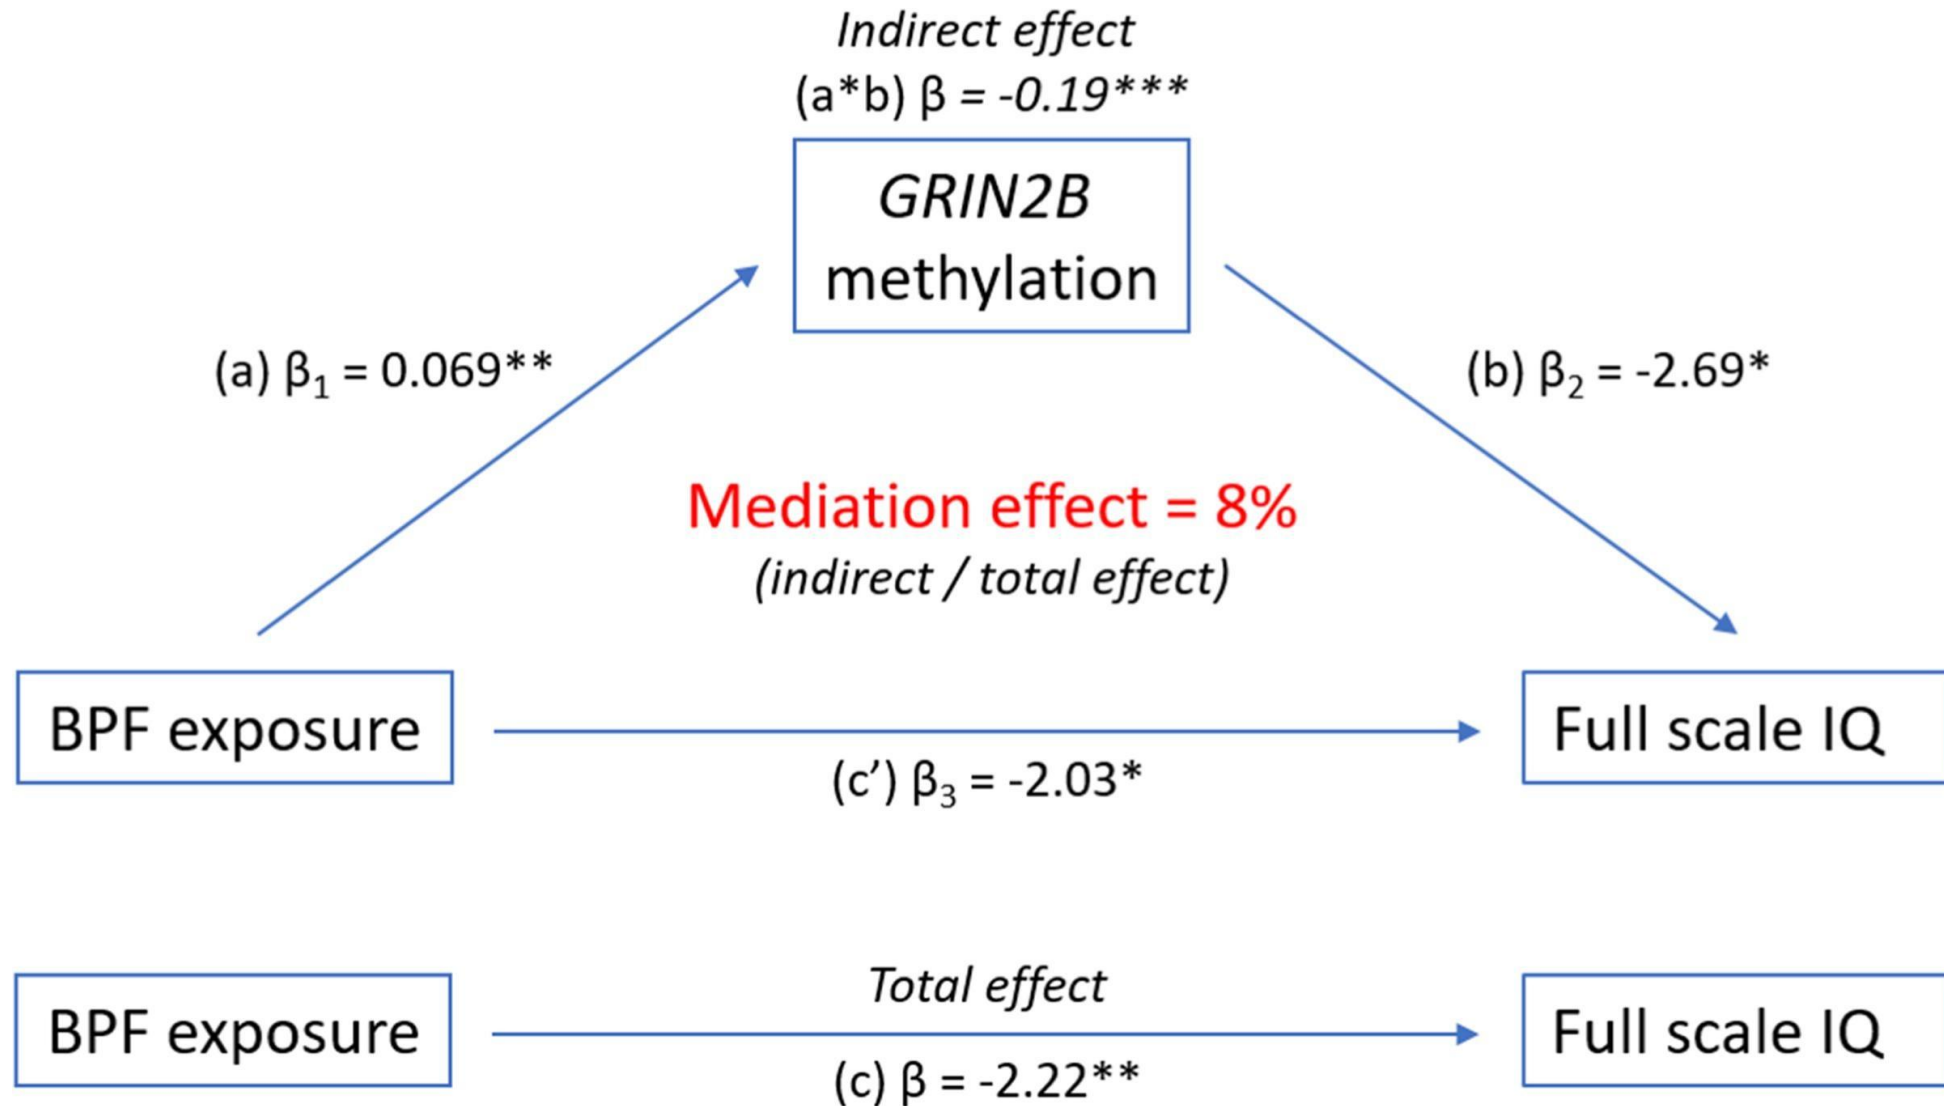 Indirect effect
(a*b) β = -0.19***
GRIN2B
methylation
(a) β₁ = 0.069**
(b) β₂ = -2.69*
Mediation effect = 8%
(indirect / total effect)
BPF exposure
Full scale IQ
(c’) β₃ = -2.03*
Total effect
BPF exposure
Full scale IQ
(c) β = -2.22**